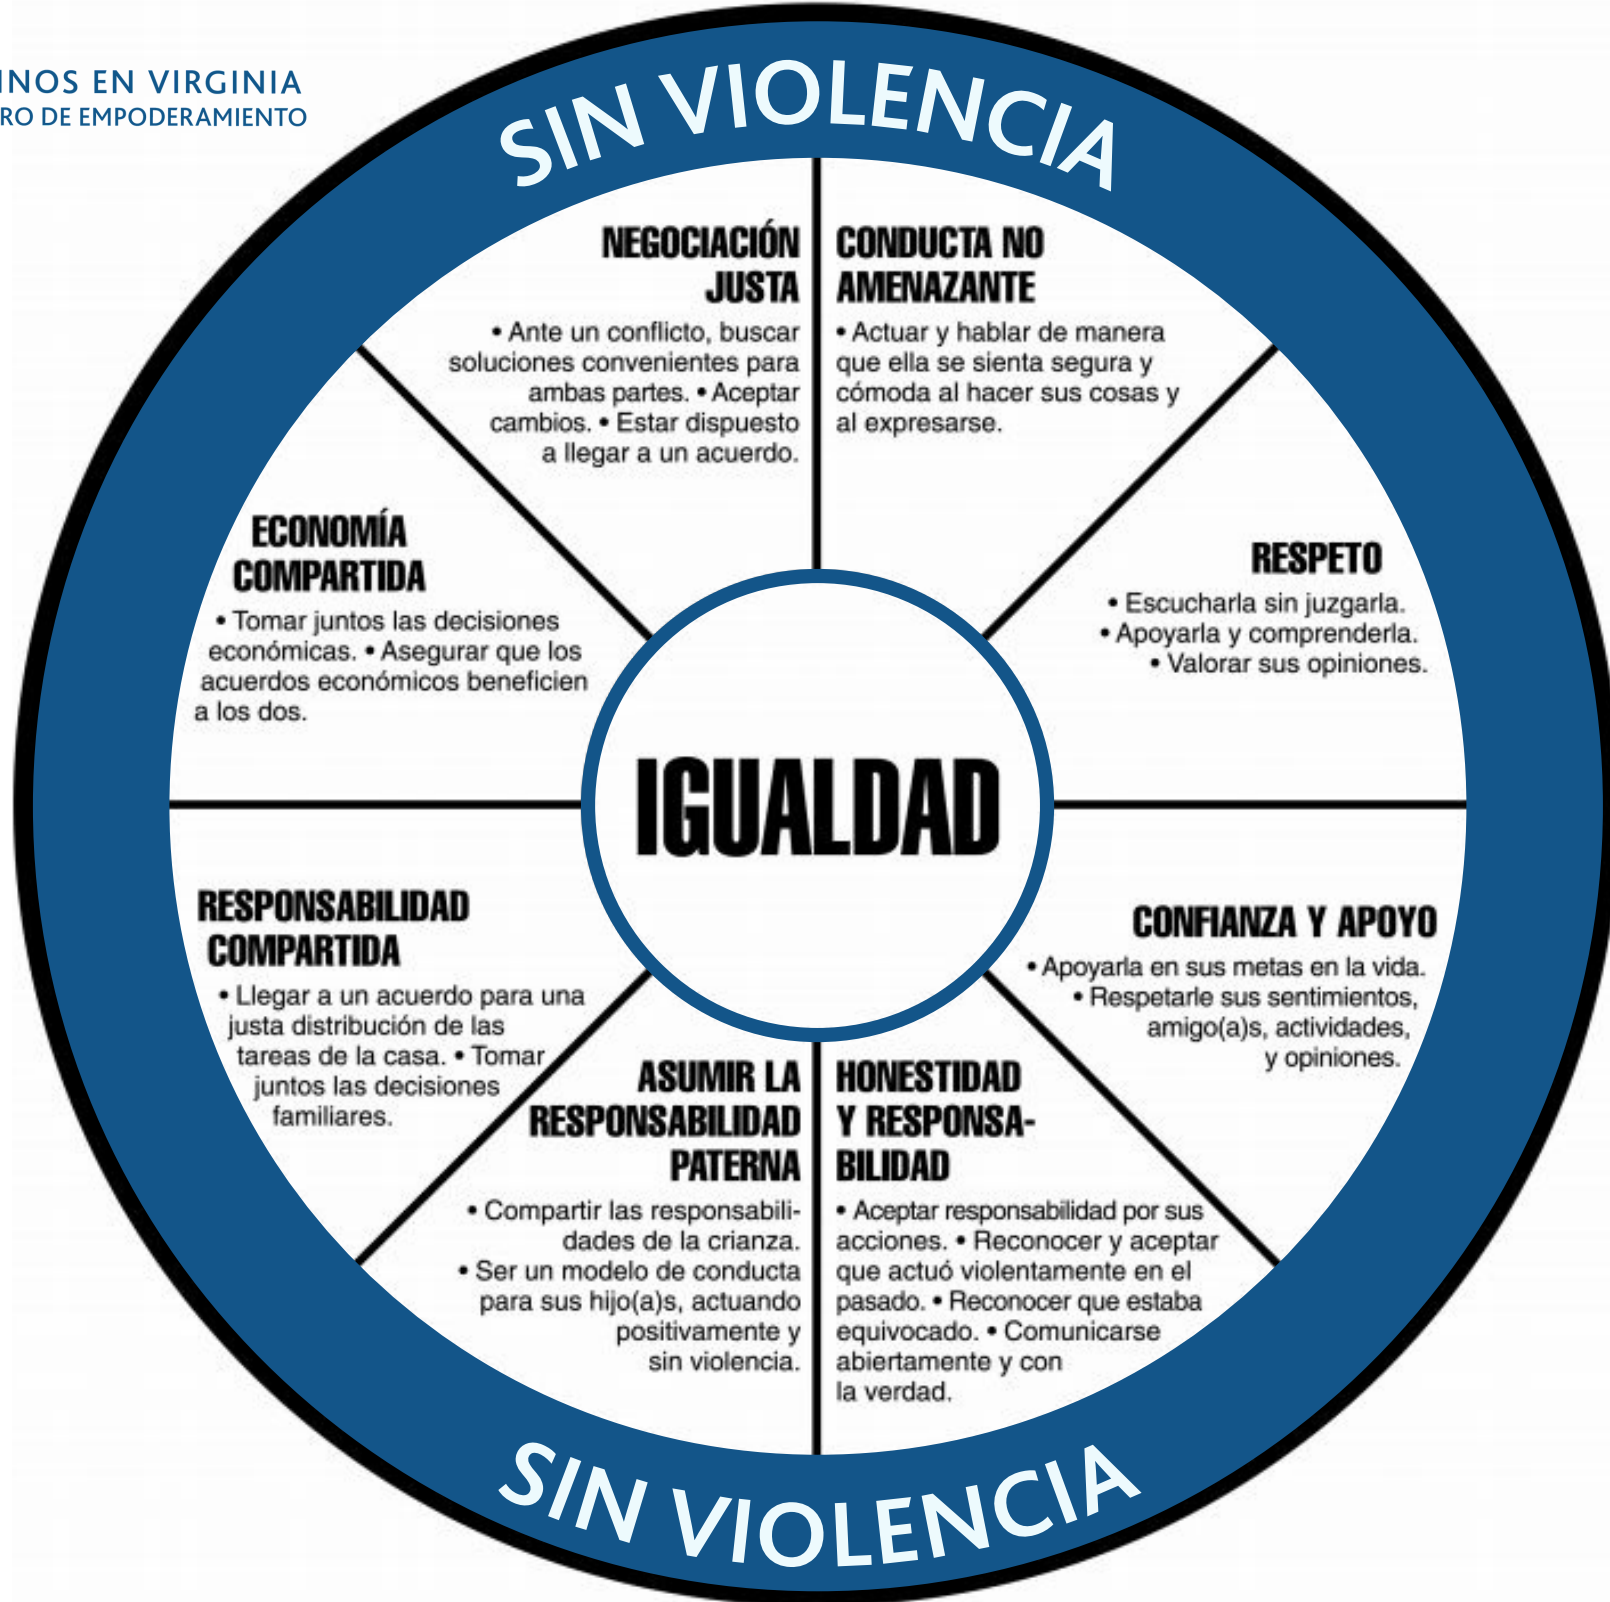 INOS EN VIRGINIA
RO DE EMPODERAMIENTO
SIN VIOLENCIA
NEGOCIACIÓN
JUSTA
• Ante un conflicto, buscar
soluciones convenientes para
ambas partes. • Aceptar
cambios. • Estar dispuesto
a llegar a un acuerdo.
CONDUCTA NO
AMENAZANTE
• Actuar y hablar de manera
que ella se sienta segura y
cómoda al hacer sus cosas y
al expresarse.
ECONOMÍA
COMPARTIDA
• Tomar juntos las decisiones
económicas. • Asegurar que los
acuerdos económicos beneficien
a los dos.
RESPETO
• Escucharla sin juzgarla.
• Apoyarla y comprenderla.
• Valorar sus opiniones.
IGUALDAD
RESPONSABILIDAD
COMPARTIDA
• Llegar a un acuerdo para una
justa distribución de las
tareas de la casa. • Tomar
juntos las decisiones
familiares.
CONFIANZA Y APOYO
• Apoyarla en sus metas en la vida.
• Respetarle sus sentimientos,
amigo(a)s, actividades,
y opiniones.
ASUMIR LA
RESPONSABILIDAD
PATERNA
• Compartir las responsabili-
dades de la crianza.
• Ser un modelo de conducta
para sus hijo(a)s, actuando
positivamente y
sin violencia.
HONESTIDAD
Y RESPONSA-
BILIDAD
• Aceptar responsabilidad por sus
acciones. • Reconocer y aceptar
que actuó violentamente en el
pasado. • Reconocer que estaba
equivocado. • Comunicarse
abiertamente y con
la verdad.
SIN VIOLENCIA